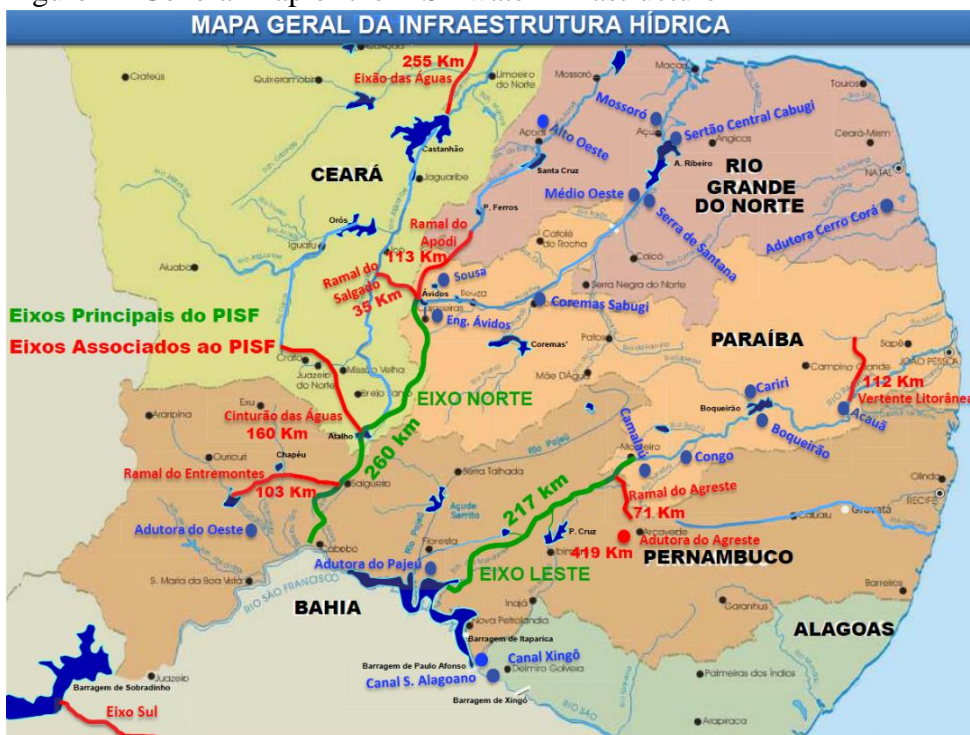 MAPA GERAL DA INFRAESTRUTURA HÍDRICA
255 Km
Eixão das Águas
Crateús
Quixeramobim
Limoeiro
do Norte
Mossoró
Macau
Touros
Mossoró
Sertão Central Cabugi
Açu
Angicos
Ceará-Mirim
Apodi
Alto Oeste
Castanhão
A. Ribeiro
CEARÁ
Jaguaribe
Santa Cruz
RIO
GRANDE
DO NORTE
NATAL
Médio Oeste
Orós
P. Ferros
Serra de Santana
Adutora Cerro Corá
Iguatu
Ramal do
Apodi
113 Km
Catolé
do Rocha
Caicó
Aiuaba
Ramal do
Salgado
35 Km
Sousa
Serra Negra do Norte
Ávidos
Souza
Coremas Sabugi
Eixos Principais do PISF
Eng. Ávidos
Eixos Associados ao PISF
Coremas'
Patos
PARAÍBA
Sapé
JOÃO PESSOA
Crato
Juazeiro
do Norte
Missão Velha
Mãe D'Água
Campina Grande
112 Km
Vertente Litorânea
Brejo Santo
EIXO NORTE
Cariri
Araripina
Exu
Cinturão das Águas
160 Km
Atalho
260 km
Boqueirão
Acauã
Boqueirão
Ouricuri
Chapéu
Camalaú
Monteiro
Congo
Ramal do Entremontes
103 Km
Salgueiro
Serra Talhada
Rio Pajeú
217 km
Ramal do Agreste
71 Km
Olinda
RECIFE
Gravatá
Caruaru
Adutora do Oeste
P. Cruz
Arcoverde
Adutora do Agreste
419 Km
Cabobó
Floresta
Adutora do Pajeú
EIXO LESTE
PERNAMBUCO
S. Maria da Boa Vista
RIO SÃO FRANCISCO
Barreiros
BAHIA
Inajá
Garanhus
Nova Petrolandia
Barragem de Itaparica
ALAGOAS
Canal Xingô
Barragem de Paulo Afonso
Delmiro Golveia
Canal S. Alagoano
Palmeiras dos Índios
Barragem de Sobradinho
Juazeiro
Barragem de Xingó
RIO SÃO
Eixo Sul
Arapiraca